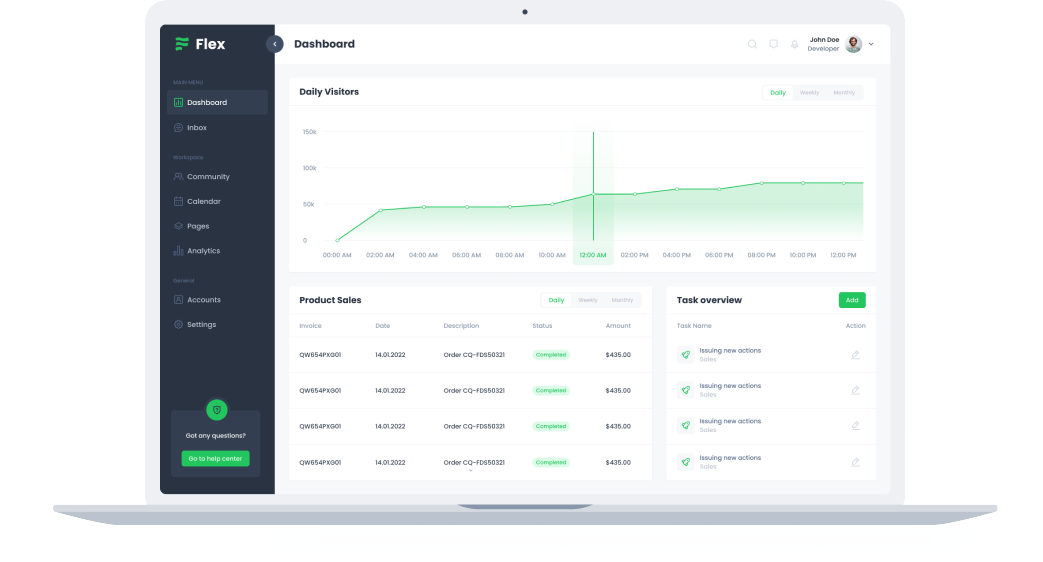 Flex
Dashboard
John Doe
Developer
MAIN MENU
Dashboard
Inbox
Workspace
Community
Calendar
Pages
Analytics
General
Accounts
Settings
Got any questions?
Go to help center
Daily Visitors
Daily Weekly Monthly
150k
100k
50k
0
00:00 AM 02:00 AM 04:00 AM 06:00 AM 08:00 AM 10:00 AM 12:00 AM 02:00 PM 04:00 PM 06:00 PM 08:00 PM 10:00 PM 12:00 PM
Product Sales
Daily Weekly Monthly
Invoice Date Description Status Amount
QW654PXG01 14.01.2022 Order CQ-FDS50321 Completed $435.00
QW654PXG01 14.01.2022 Order CQ-FDS50321 Completed $435.00
QW654PXG01 14.01.2022 Order CQ-FDS50321 Completed $435.00
QW654PXG01 14.01.2022 Order CQ-FDS50321 Completed $435.00
Task overview
Add
Task Name Action
Issuing new actions
Sales
Issuing new actions
Sales
Issuing new actions
Sales
Issuing new actions
Sales